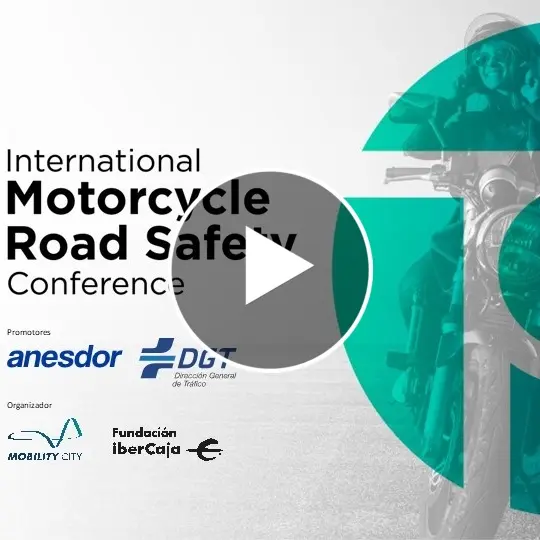 International
Motorcycle
Road Safety
Conference
Promotores
anesdor
DGT
Dirección General
de Tráfico
Organizador
MOBILITY CITY
Fundación
iberCaja